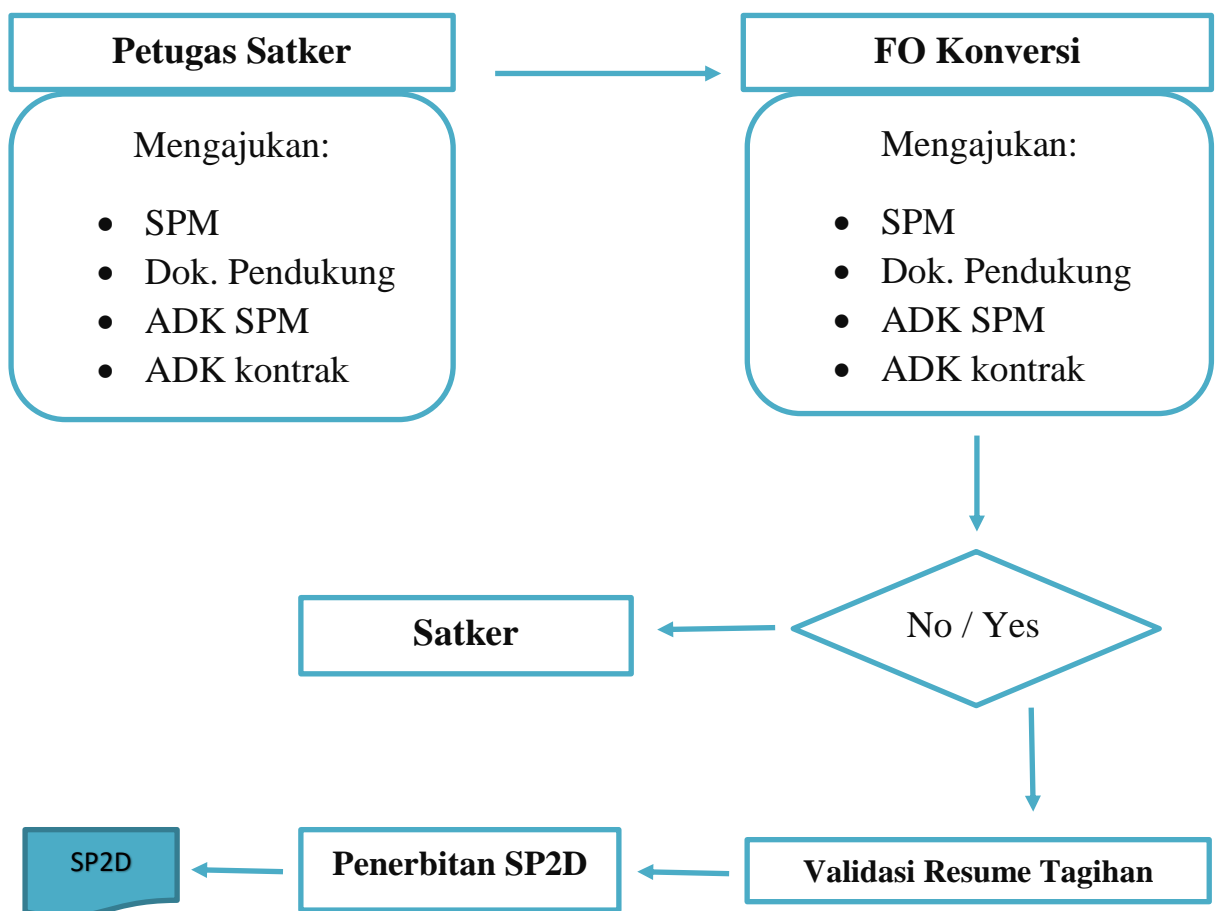 Petugas Satker
Mengajukan:
• SPM
• Dok. Pendukung
• ADK SPM
• ADK kontrak
FO Konversi
Mengajukan:
• SPM
• Dok. Pendukung
• ADK SPM
• ADK kontrak
No / Yes
Satker
Validasi Resume Tagihan
Penerbitan SP2D
SP2D